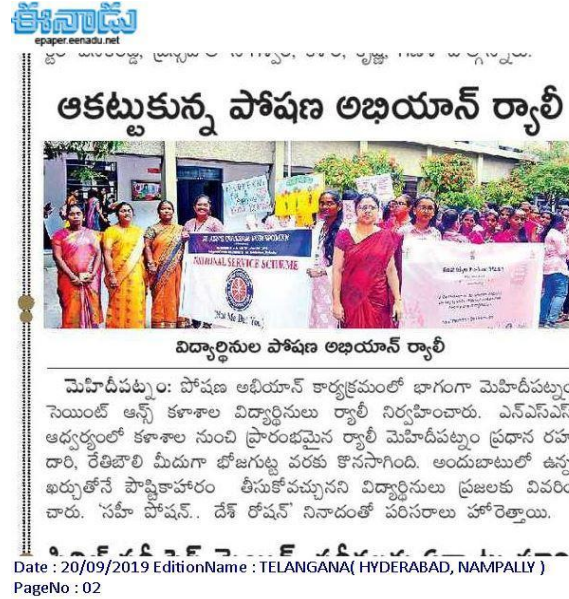 ఈనాడు
epaper.eenadu.net
ఆకట్టుకున్న పోషణ అభియాన్ ర్యాలీ
NATIONAL SERVICE SCHEME
"Not Me But You"
విద్యార్థినుల పోషణ అభియాన్ ర్యాలీ
మెహిదీపట్నం: పోషణ అభియాన్ కార్యక్రమంలో భాగంగా మెహిదీపట్నం
సెయింట్ ఆన్స్ కళాశాల విద్యార్థినులు ర్యాలీ నిర్వహించారు. ఎన్ఎస్ఎస్
ఆధ్వర్యంలో కళాశాల నుంచి ప్రారంభమైన ర్యాలీ మెహిదీపట్నం ప్రధాన రహ
దారి, రేతిబౌలి మీదుగా భోజగుట్ట వరకు కొనసాగింది. అందుబాటులో ఉన్న
ఖర్చుతోనే పౌష్టికాహారం తీసుకోవచ్చునని విద్యార్థినులు ప్రజలకు వివరిం
చారు. 'సహీ పోషన్.. దేశ్ రోషన్' నినాదంతో పరిసరాలు హోరెత్తాయి.
Date : 20/09/2019 EditionName : TELANGANA( HYDERABAD, NAMPALLY )
PageNo : 02